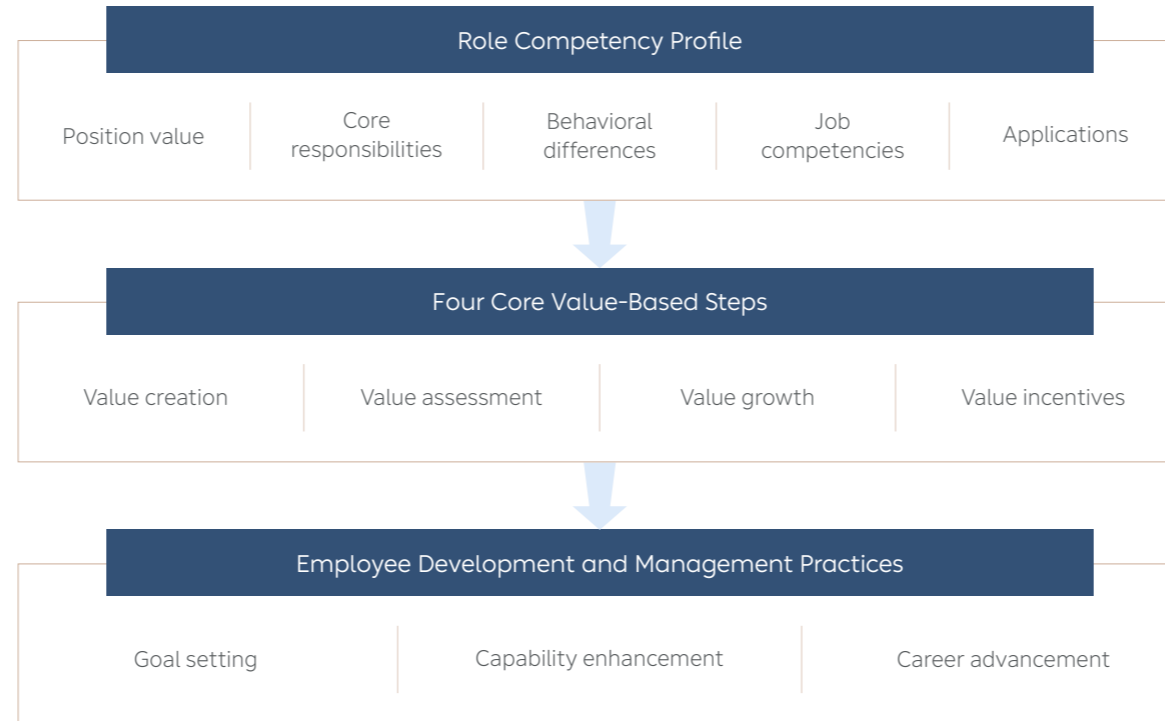 Role Competency Profile
Position value
Core
responsibilities
Behavioral
differences
Job
competencies
Applications
Four Core Value-Based Steps
Value creation
Value assessment
Value growth
Value incentives
Employee Development and Management Practices
Goal setting
Capability enhancement
Career advancement